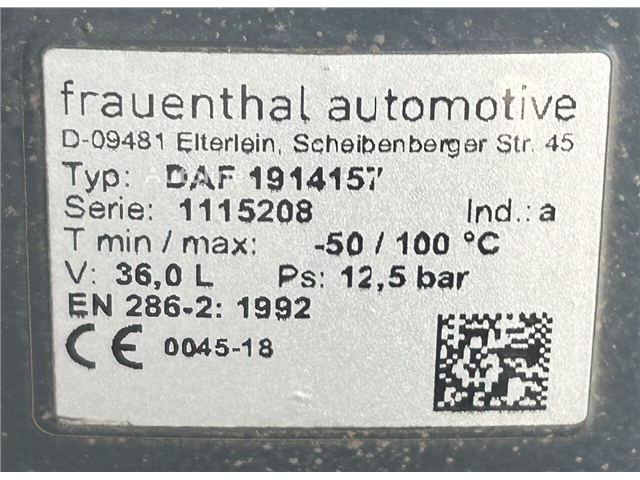 frauenthal automotive
D-09481 Elterlein, Scheibenberger Str. 45
Typ: DAF 1914157
Serie: 1115208 Ind.: a
T min / max: -50 / 100 °C
V: 36,0 L Ps: 12,5 bar
EN 286-2: 1992
CE 0045-18